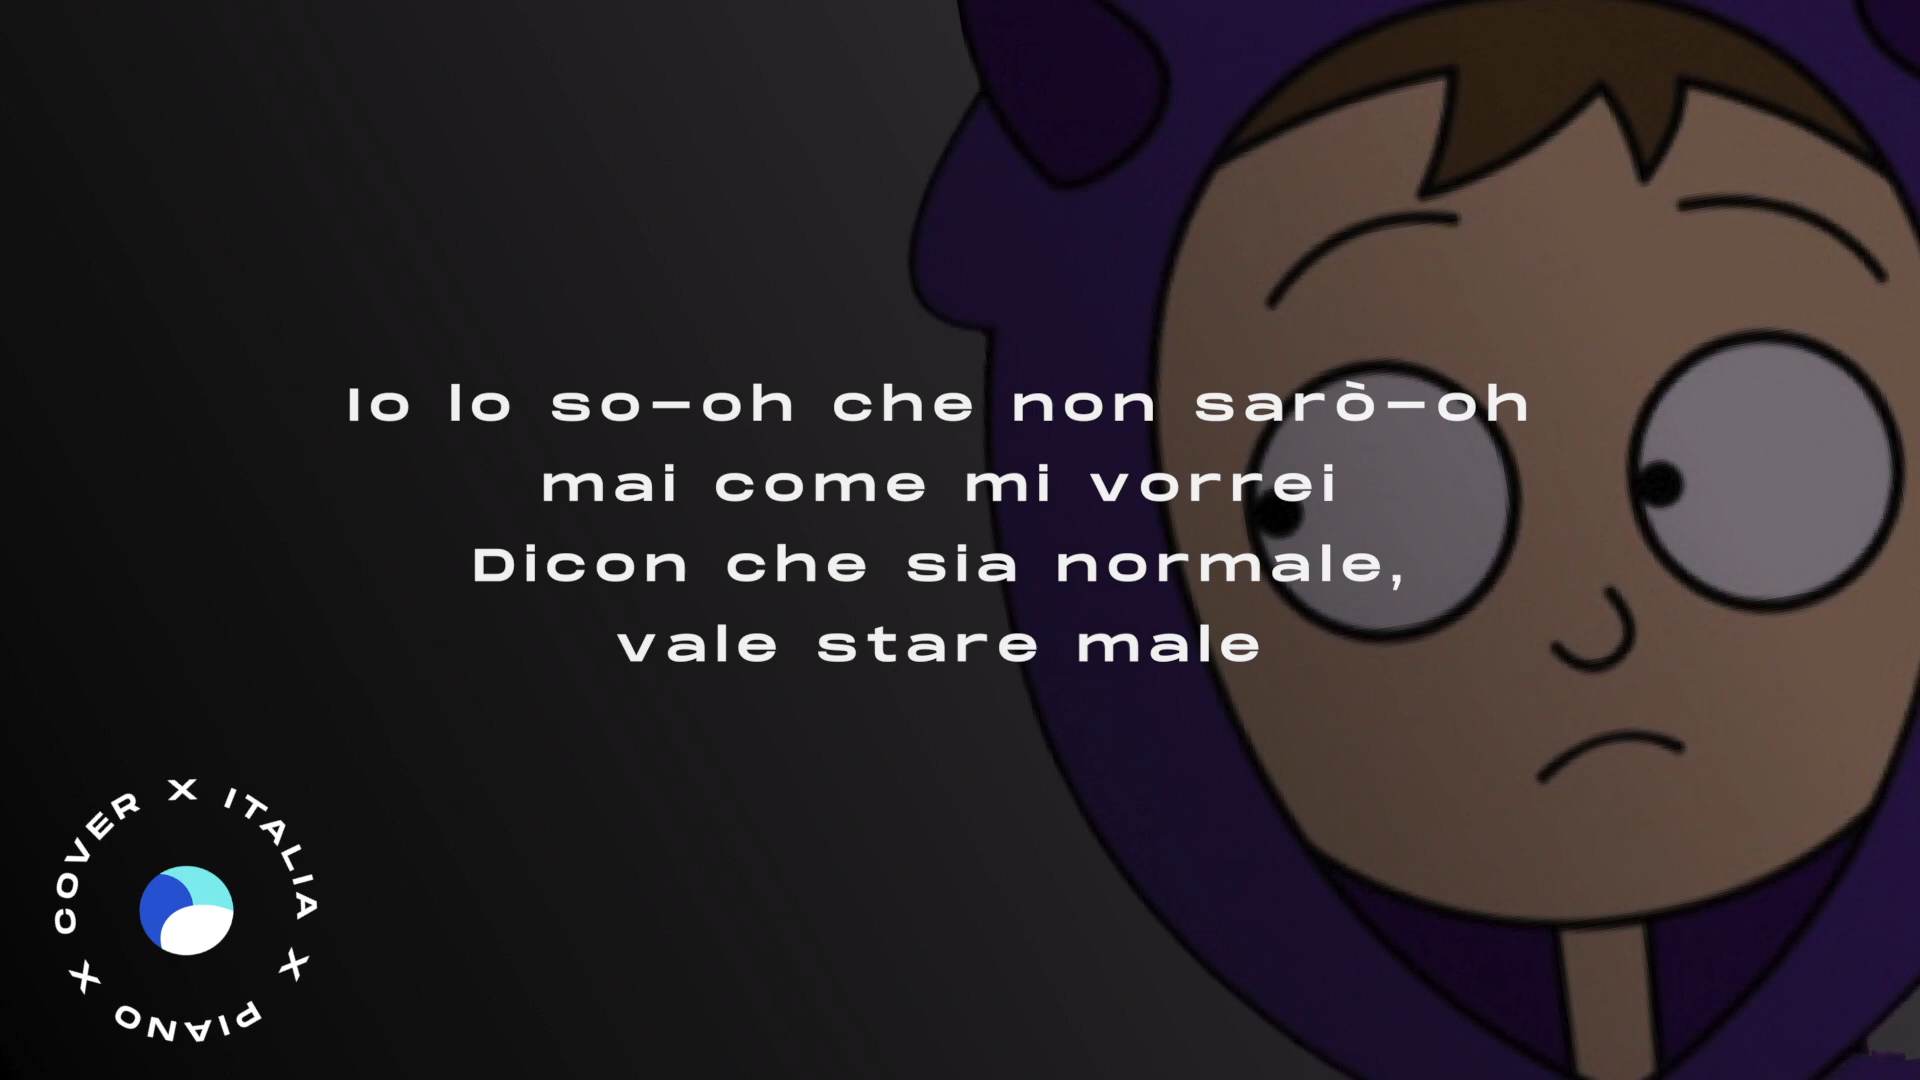 Io lo so-oh che non sarò-oh
mai come mi vorrei
Dicon che sia normale,
vale stare male
COVER X ITALIA X PIANO X